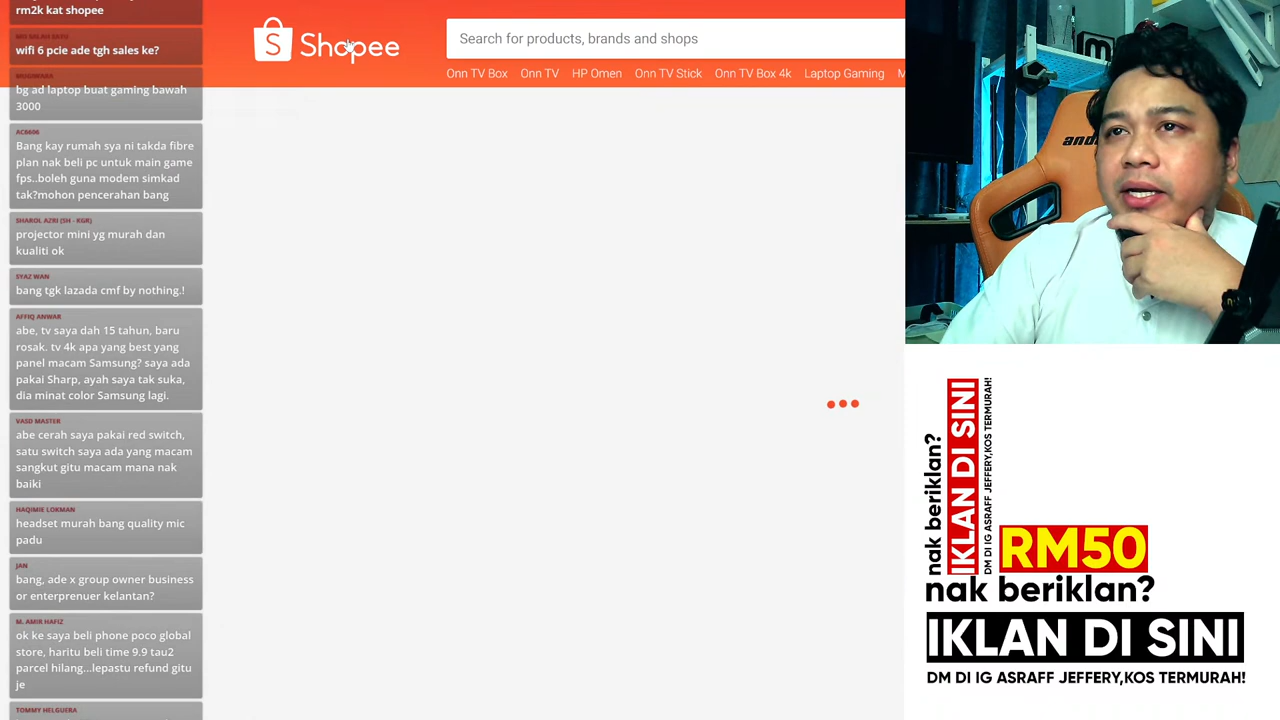 rm2k kat shopee
wifi 6 pcie ade tgh sales ke?
MUGIWARA
bg ad laptop buat gaming bawah
3000
AC6696
Bang kay rumah sya ni takda fibre
plan nak beli pc untuk main game
fps..boleh guna modem simkad
tak?mohon pencerahan bang
SHAROL AZRI (SH - KGR)
projector mini yg murah dan
kualiti ok
SYAZ WAN
bang tgk lazada cmf by nothing.!
AFFIQ ANWAR
abe, tv saya dah 15 tahun, baru
rosak. tv 4k apa yang best yang
panel macam Samsung? saya ada
pakai Sharp, ayah saya tak suka,
dia minat color Samsung lagi.
VASD MASTER
abe cerah saya pakai red switch,
satu switch saya ada yang macam
sangkut gitu macam mana nak
baiki
HAQIMIE LOKMAN
headset murah bang quality mic
padu
JAN
bang, ade x group owner business
or enterprenuer kelantan?
M. AMIR HAFIZ
ok ke saya beli phone poco global
store, haritu beli time 9.9 tau2
parcel hilang...lepastu refund gitu
je
TOMMY HELGUERA
Shopee
Search for products, brands and shops
Onn TV Box Onn TV HP Omen Onn TV Stick Onn TV Box 4k Laptop Gaming M
and
nak beriklan?
IKLAN DI SINI
DM DI IG ASRAFF JEFFERY,KOS TERMURAH!
RM50
nak beriklan?
IKLAN DI SINI
DM DI IG ASRAFF JEFFERY,KOS TERMURAH!